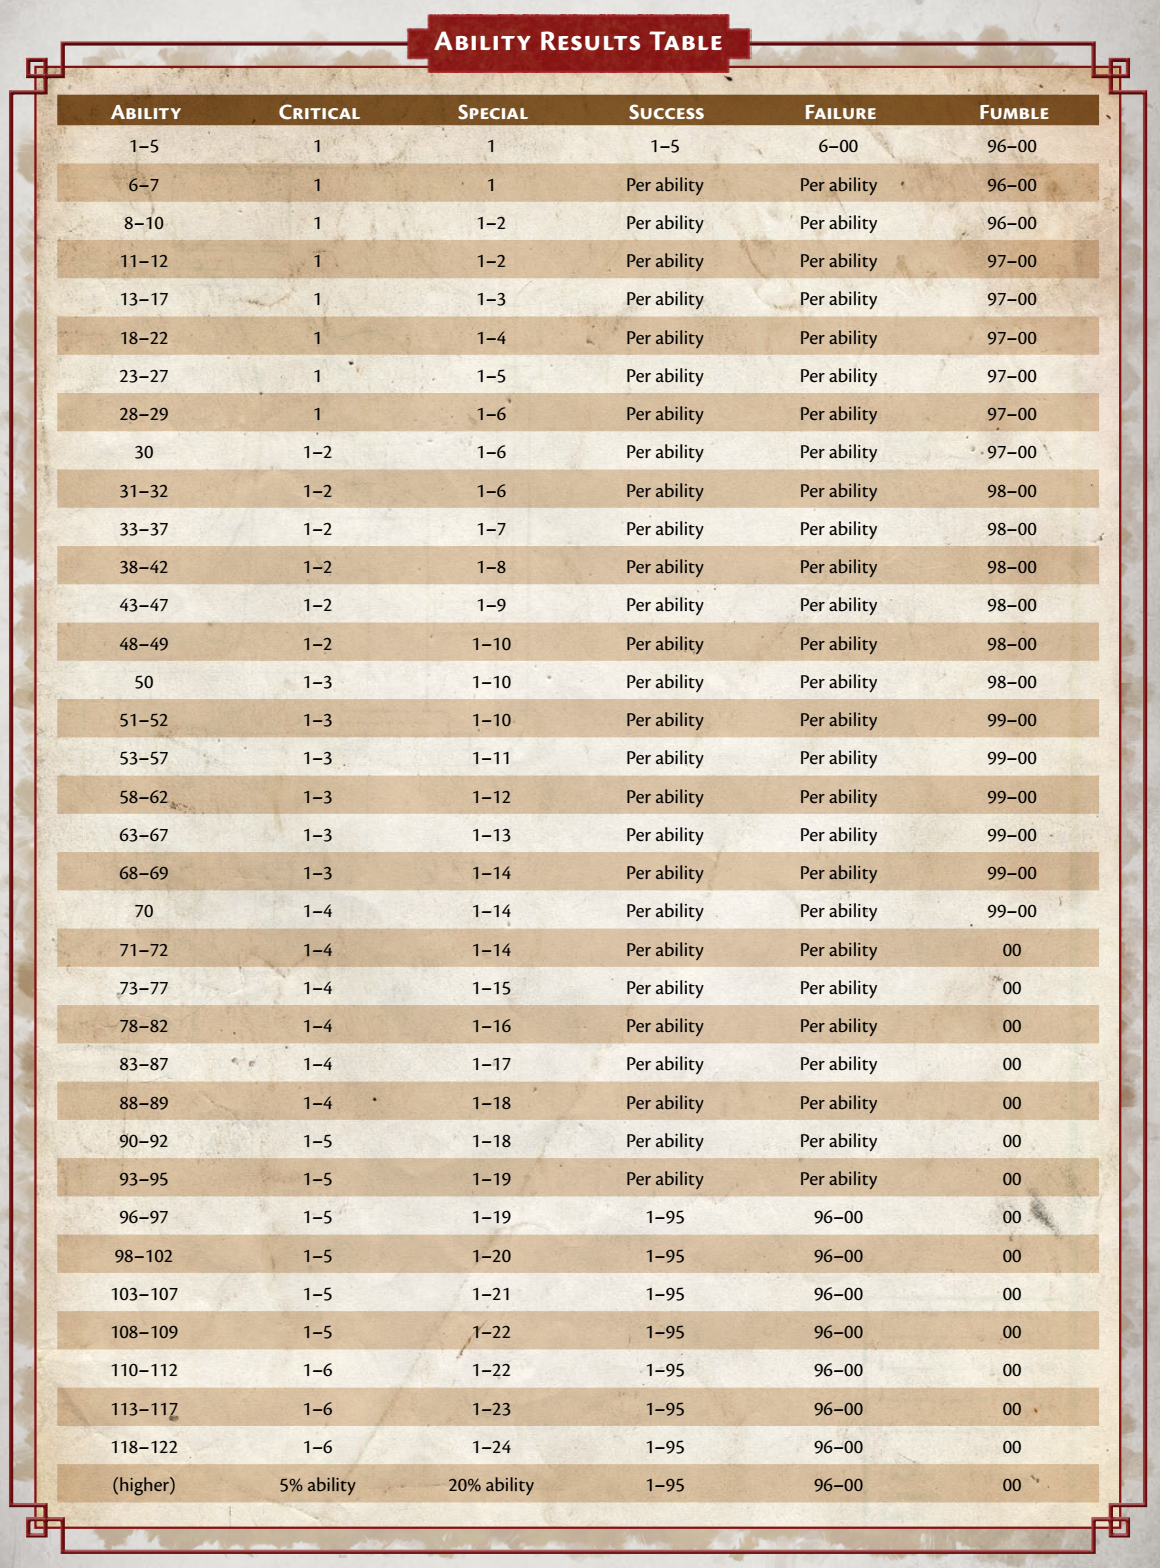 Ability Results Table
Ability Critical Special Success Failure Fumble
1–5 1 1 1–5 6–00 96–00
6–7 1 1 Per ability Per ability 96–00
8–10 1 1–2 Per ability Per ability 96–00
11–12 1 1–2 Per ability Per ability 97–00
13–17 1 1–3 Per ability Per ability 97–00
18–22 1 1–4 Per ability Per ability 97–00
23–27 1 1–5 Per ability Per ability 97–00
28–29 1 1–6 Per ability Per ability 97–00
30 1–2 1–6 Per ability Per ability 97–00
31–32 1–2 1–6 Per ability Per ability 98–00
33–37 1–2 1–7 Per ability Per ability 98–00
38–42 1–2 1–8 Per ability Per ability 98–00
43–47 1–2 1–9 Per ability Per ability 98–00
48–49 1–2 1–10 Per ability Per ability 98–00
50 1–3 1–10 Per ability Per ability 98–00
51–52 1–3 1–10 Per ability Per ability 99–00
53–57 1–3 1–11 Per ability Per ability 99–00
58–62 1–3 1–12 Per ability Per ability 99–00
63–67 1–3 1–13 Per ability Per ability 99–00
68–69 1–3 1–14 Per ability Per ability 99–00
70 1–4 1–14 Per ability Per ability 99–00
71–72 1–4 1–14 Per ability Per ability 00
73–77 1–4 1–15 Per ability Per ability 00
78–82 1–4 1–16 Per ability Per ability 00
83–87 1–4 1–17 Per ability Per ability 00
88–89 1–4 1–18 Per ability Per ability 00
90–92 1–5 1–18 Per ability Per ability 00
93–95 1–5 1–19 Per ability Per ability 00
96–97 1–5 1–19 1–95 96–00 00
98–102 1–5 1–20 1–95 96–00 00
103–107 1–5 1–21 1–95 96–00 00
108–109 1–5 1–22 1–95 96–00 00
110–112 1–6 1–22 1–95 96–00 00
113–117 1–6 1–23 1–95 96–00 00
118–122 1–6 1–24 1–95 96–00 00
(higher) 5% ability 20% ability 1–95 96–00 00